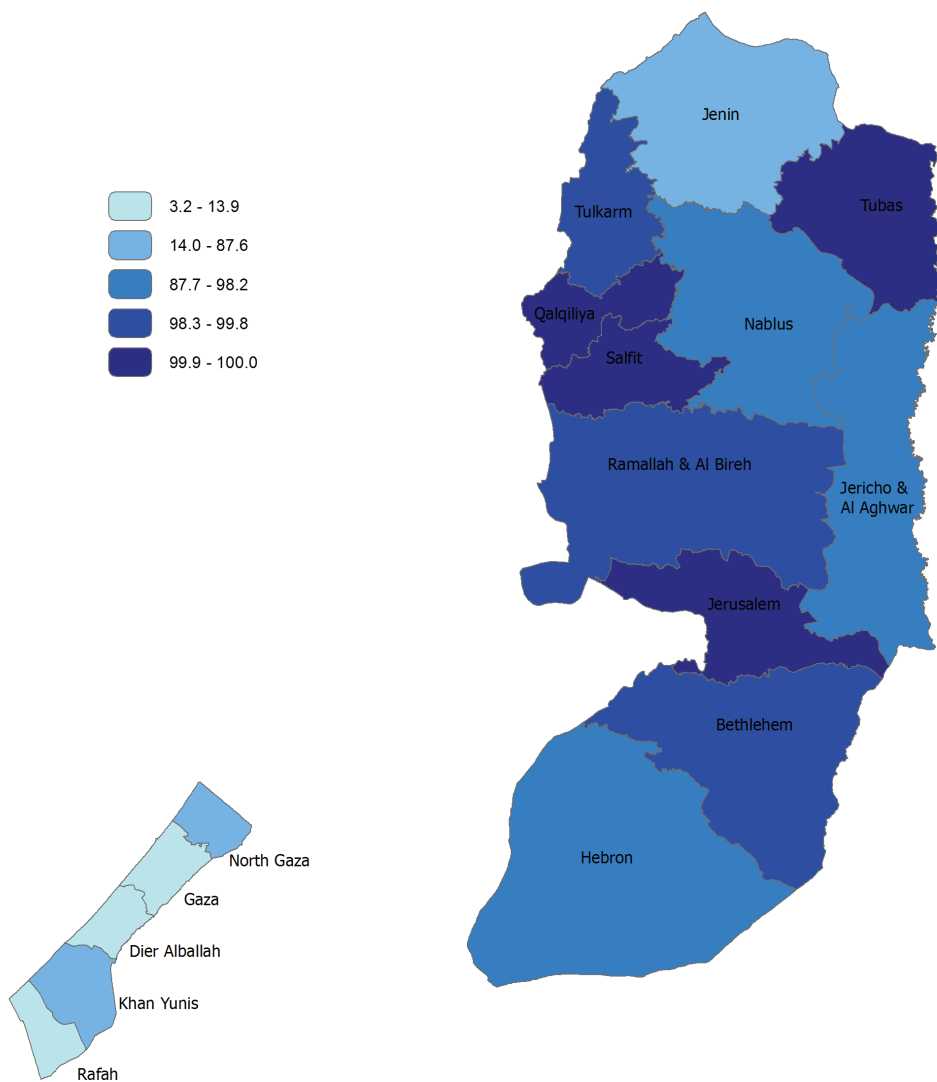 Jenin
Tubas
3.2 - 13.9
Tulkarm
14.0 - 87.6
87.7 - 98.2
Qalqiliya
98.3 - 99.8
Nablus
99.9 - 100.0
Salfit
Ramallah & Al Bireh
Jericho &
Al Aghwar
Jerusalem
Bethlehem
Hebron
North Gaza
Gaza
Dier Alballah
Khan Yunis
Rafah